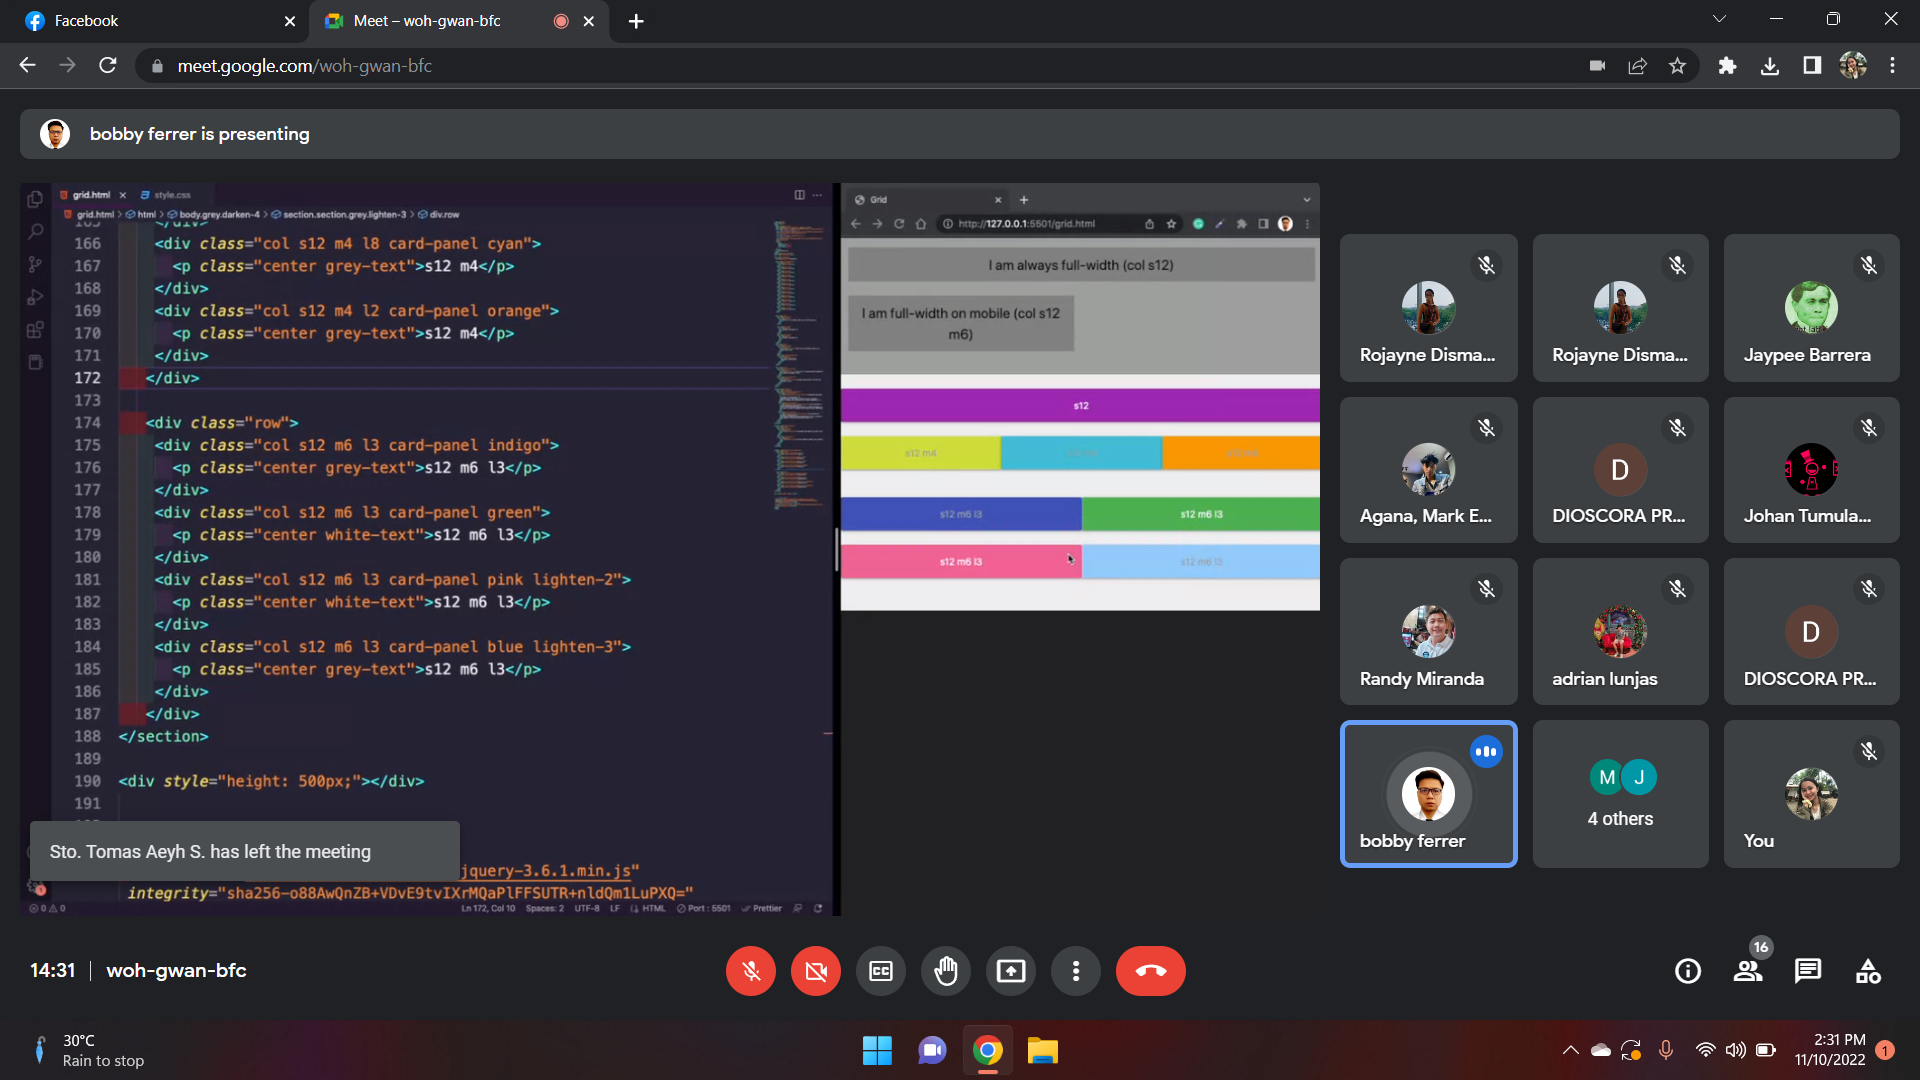 Facebook
Meet – woh-gwan-bfc
meet.google.com/woh-gwan-bfc
bobby ferrer is presenting
grid.html
style.css
grid.html > html > body.grey.darken-4 > section.section.grey.lighten-3 > div.row
165 </div>
166 <div class="col s12 m4 l8 card-panel cyan">
167 <p class="center grey-text">s12 m4</p>
168 </div>
169 <div class="col s12 m4 l2 card-panel orange">
170 <p class="center grey-text">s12 m4</p>
171 </div>
172 </div>
173
174 <div class="row">
175 <div class="col s12 m6 l3 card-panel indigo">
176 <p class="center grey-text">s12 m6 l3</p>
177 </div>
178 <div class="col s12 m6 l3 card-panel green">
179 <p class="center white-text">s12 m6 l3</p>
180 </div>
181 <div class="col s12 m6 l3 card-panel pink lighten-2">
182 <p class="center white-text">s12 m6 l3</p>
183 </div>
184 <div class="col s12 m6 l3 card-panel blue lighten-3">
185 <p class="center grey-text">s12 m6 l3</p>
186 </div>
187 </div>
188 </section>
189
190 <div style="height: 500px;"></div>
191
jquery-3.6.1.min.js"
integrity="sha256-o88AwQnZB+VDvE9tvIXrMQaPlFFSUTR+nldQm1LuPXQ="
Sto. Tomas Aeyh S. has left the meeting
0 0
Ln 172, Col 10 Spaces: 2 UTF-8 LF HTML Port : 5501 Prettier
Grid
http://127.0.0.1:5501/grid.html
I am always full-width (col s12)
I am full-width on mobile (col s12
m6)
s12
s12 m4
s12 m6 l3
s12 m6 l3
s12 m6 l3
s12 m6 l3
Rojayne Disma...
Rojayne Disma...
Jaypee Barrera
Agana, Mark E...
D
DIOSCORA PR...
Johan Tumula...
Randy Miranda
adrian lunjas
D
DIOSCORA PR...
bobby ferrer
M J
4 others
You
14:31 | woh-gwan-bfc
CC
16
30°C
Rain to stop
2:31 PM
11/10/2022
1